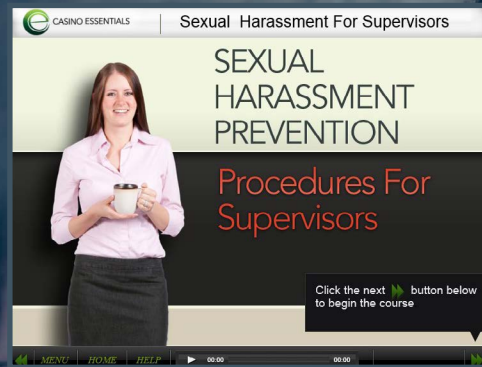 CASINO ESSENTIALS
Sexual Harassment For Supervisors
SEXUAL
HARASSMENT
PREVENTION
Procedures For
Supervisors
Click the next button below
to begin the course
MENU HOME HELP 00:00 00:00